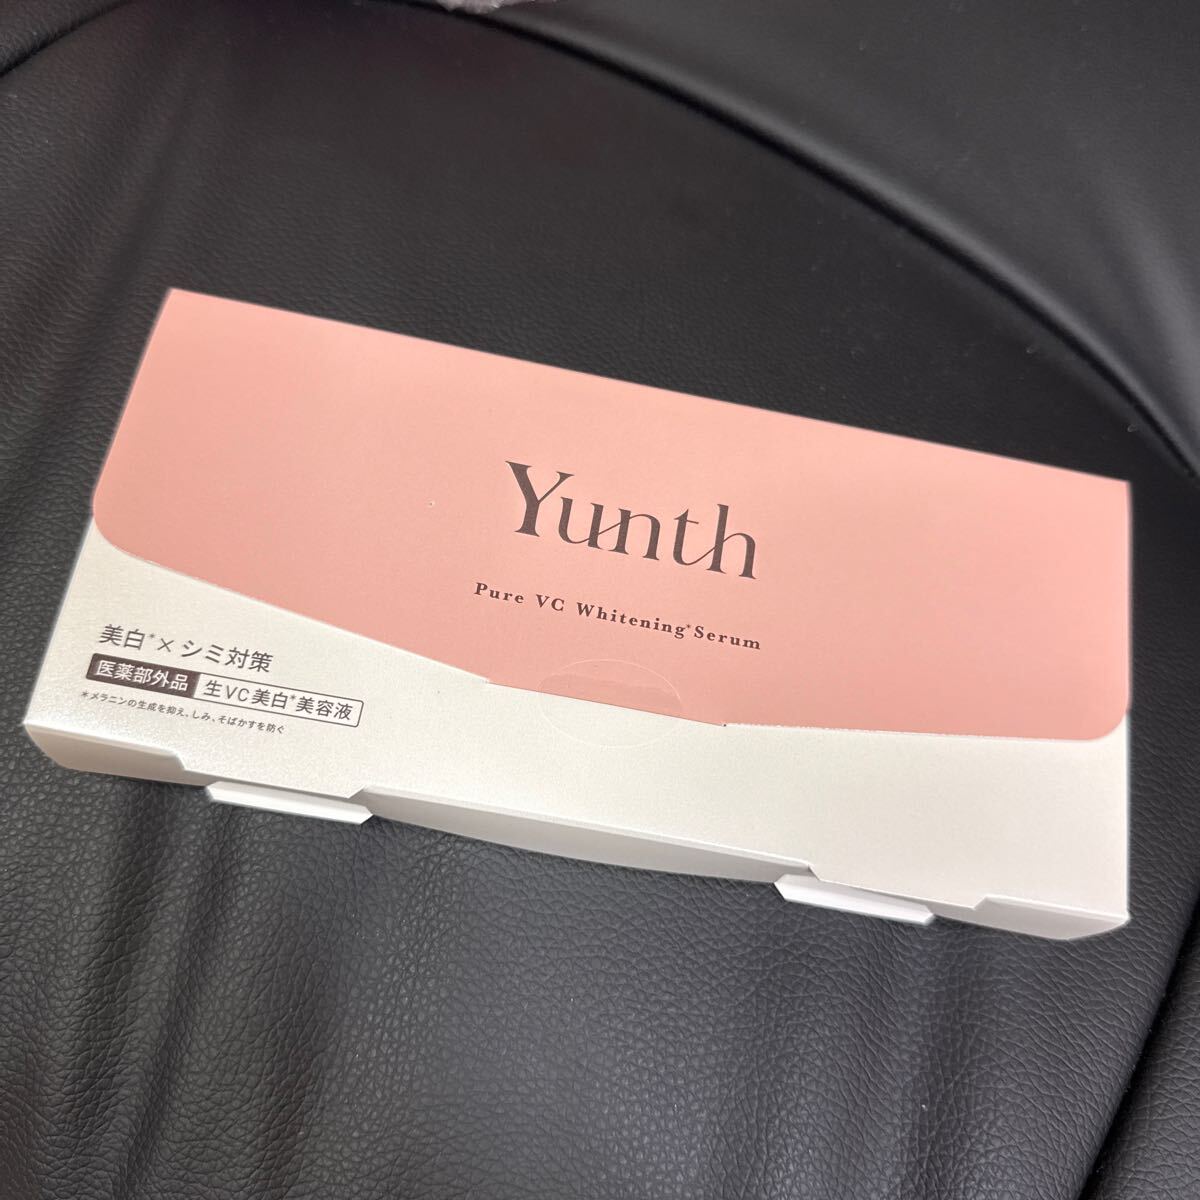 Yunth
Pure VC Whitening*Serum
美白*×シミ対策
医薬部外品 生VC美白*美容液
*メラニンの生成を抑え、しみ、そばかすを防ぐ